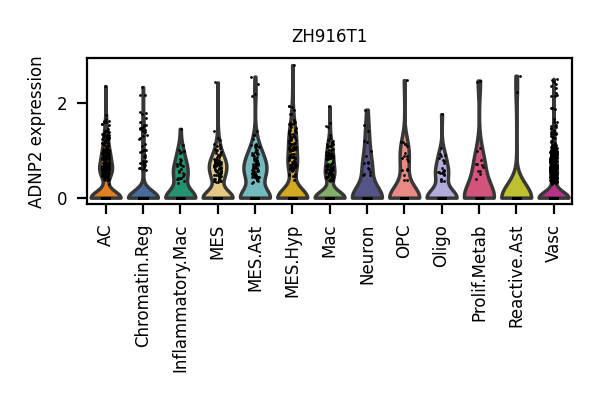 ZH916T1
ADNP2 expression
2
0
AC
Chromatin.Reg
Inflammatory.Mac
MES
MES.Ast
MES.Hyp
Mac
Neuron
OPC
Oligo
Prolif.Metab
Reactive.Ast
Vasc